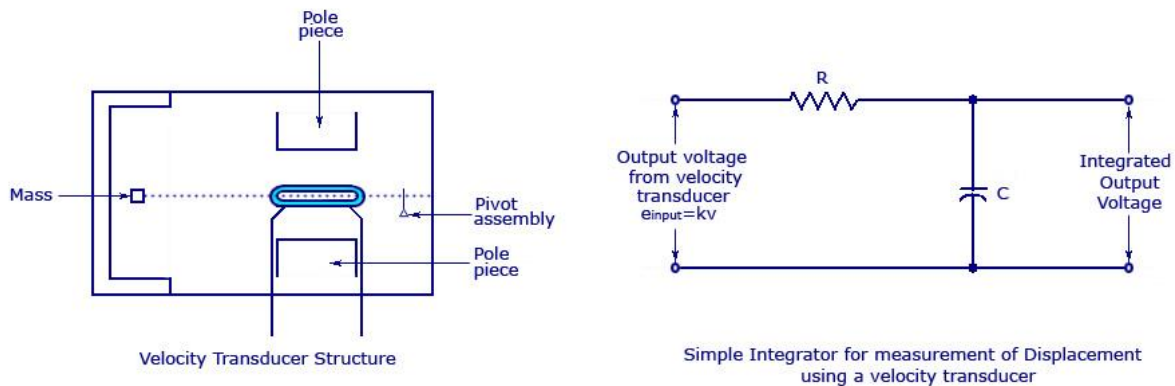 Pole
piece
Mass
Pivot
assembly
Pole
piece
Velocity Transducer Structure
R
Output voltage
from velocity
transducer
einput=kv
C
Integrated
Output
Voltage
Simple Integrator for measurement of Displacement
using a velocity transducer